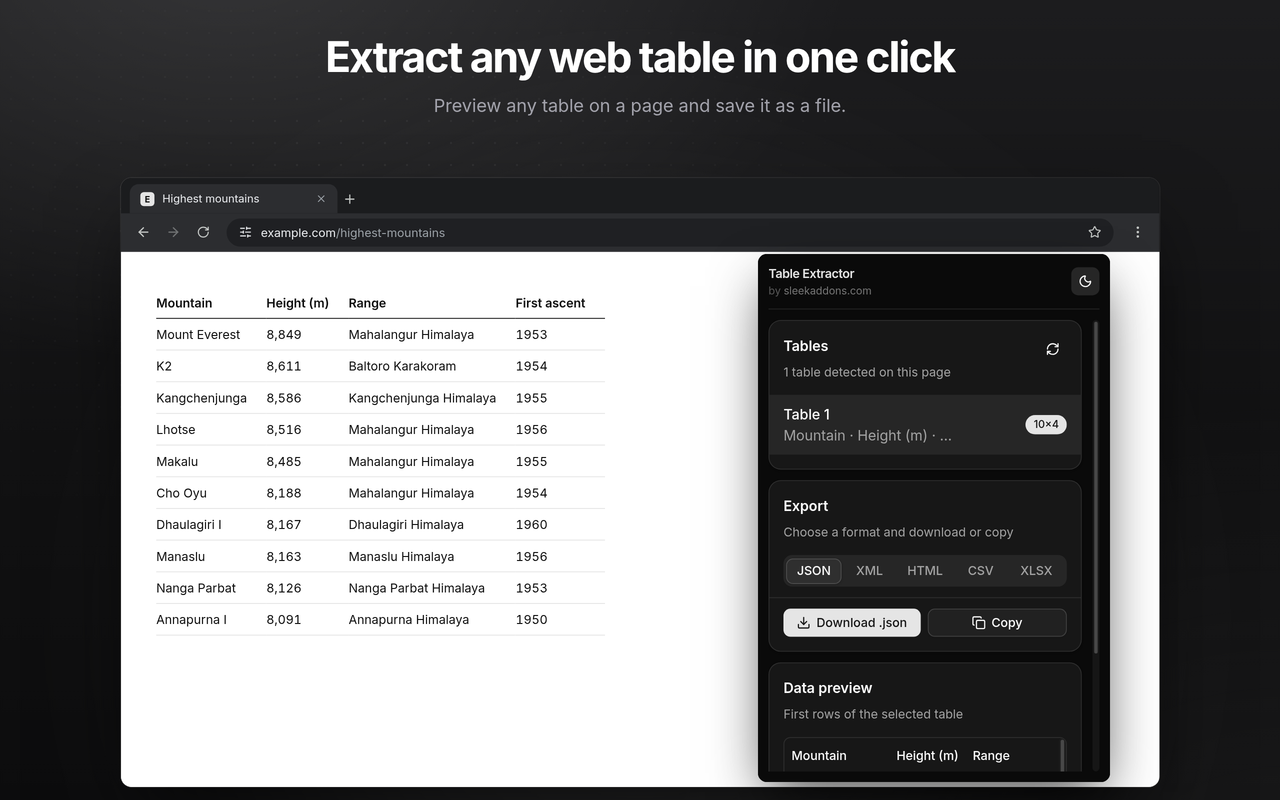 Extract any web table in one click
Preview any table on a page and save it as a file.
E Highest mountains
example.com/highest-mountains
Mountain Height (m) Range First ascent
Mount Everest 8,849 Mahalangur Himalaya 1953
K2 8,611 Baltoro Karakoram 1954
Kangchenjunga 8,586 Kangchenjunga Himalaya 1955
Lhotse 8,516 Mahalangur Himalaya 1956
Makalu 8,485 Mahalangur Himalaya 1955
Cho Oyu 8,188 Mahalangur Himalaya 1954
Dhaulagiri I 8,167 Dhaulagiri Himalaya 1960
Manaslu 8,163 Manaslu Himalaya 1956
Nanga Parbat 8,126 Nanga Parbat Himalaya 1953
Annapurna I 8,091 Annapurna Himalaya 1950
Table Extractor
by sleekaddons.com
Tables
1 table detected on this page
Table 1
Mountain · Height (m) · ...
10×4
Export
Choose a format and download or copy
JSON XML HTML CSV XLSX
Download .json Copy
Data preview
First rows of the selected table
Mountain Height (m) Range